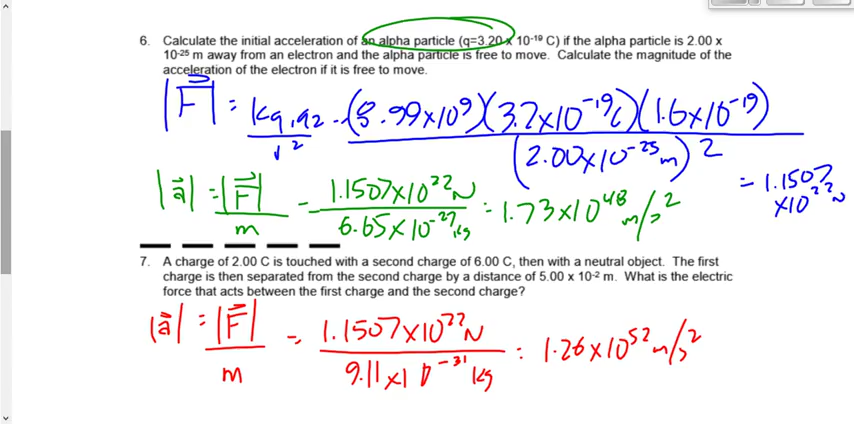 6. Calculate the initial acceleration of an alpha particle (q=3.20 x 10⁻¹⁹ C) if the alpha particle is 2.00 x
10⁻²⁵ m away from an electron and the alpha particle is free to move. Calculate the magnitude of the
acceleration of the electron if it is free to move.
|F⃗| = kq₁q₂/r² = (8.99x10⁹)(3.2x10⁻¹⁹C)(1.6x10⁻¹⁹)/(2.00x10⁻²⁵m)²
= 1.1507
x10²²N
|a⃗| = |F⃗|/m = 1.1507x10²²N/6.65x10⁻²⁷kg = 1.73x10⁴⁸ m/s²
7. A charge of 2.00 C is touched with a second charge of 6.00 C, then with a neutral object. The first
charge is then separated from the second charge by a distance of 5.00 x 10⁻² m. What is the electric
force that acts between the first charge and the second charge?
|a⃗| = |F⃗|/m = 1.1507x10²²N/9.11x10⁻³¹kg = 1.26x10⁵² m/s²